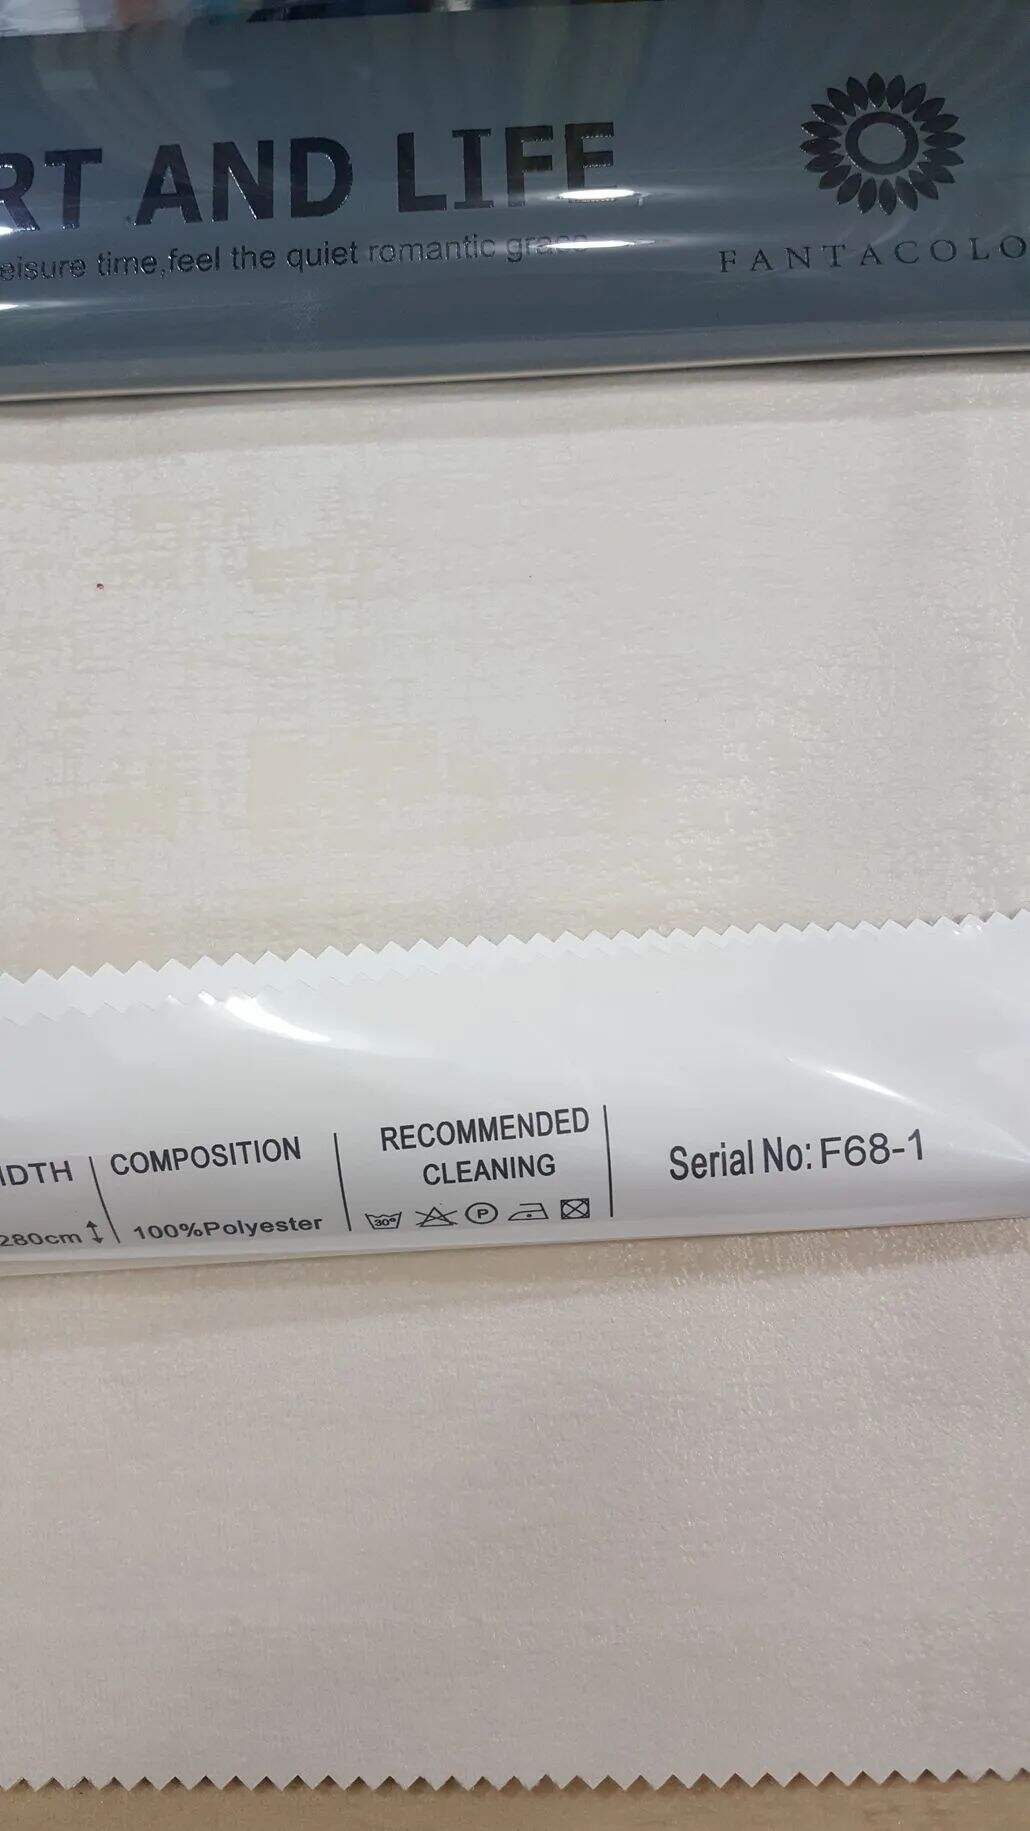 RT AND LIFE
eisure time,feel the quiet romantic grace
FANTACOLO
IDTH
280cm
COMPOSITION
100%Polyester
RECOMMENDED
CLEANING
30°
P
Serial No: F68-1